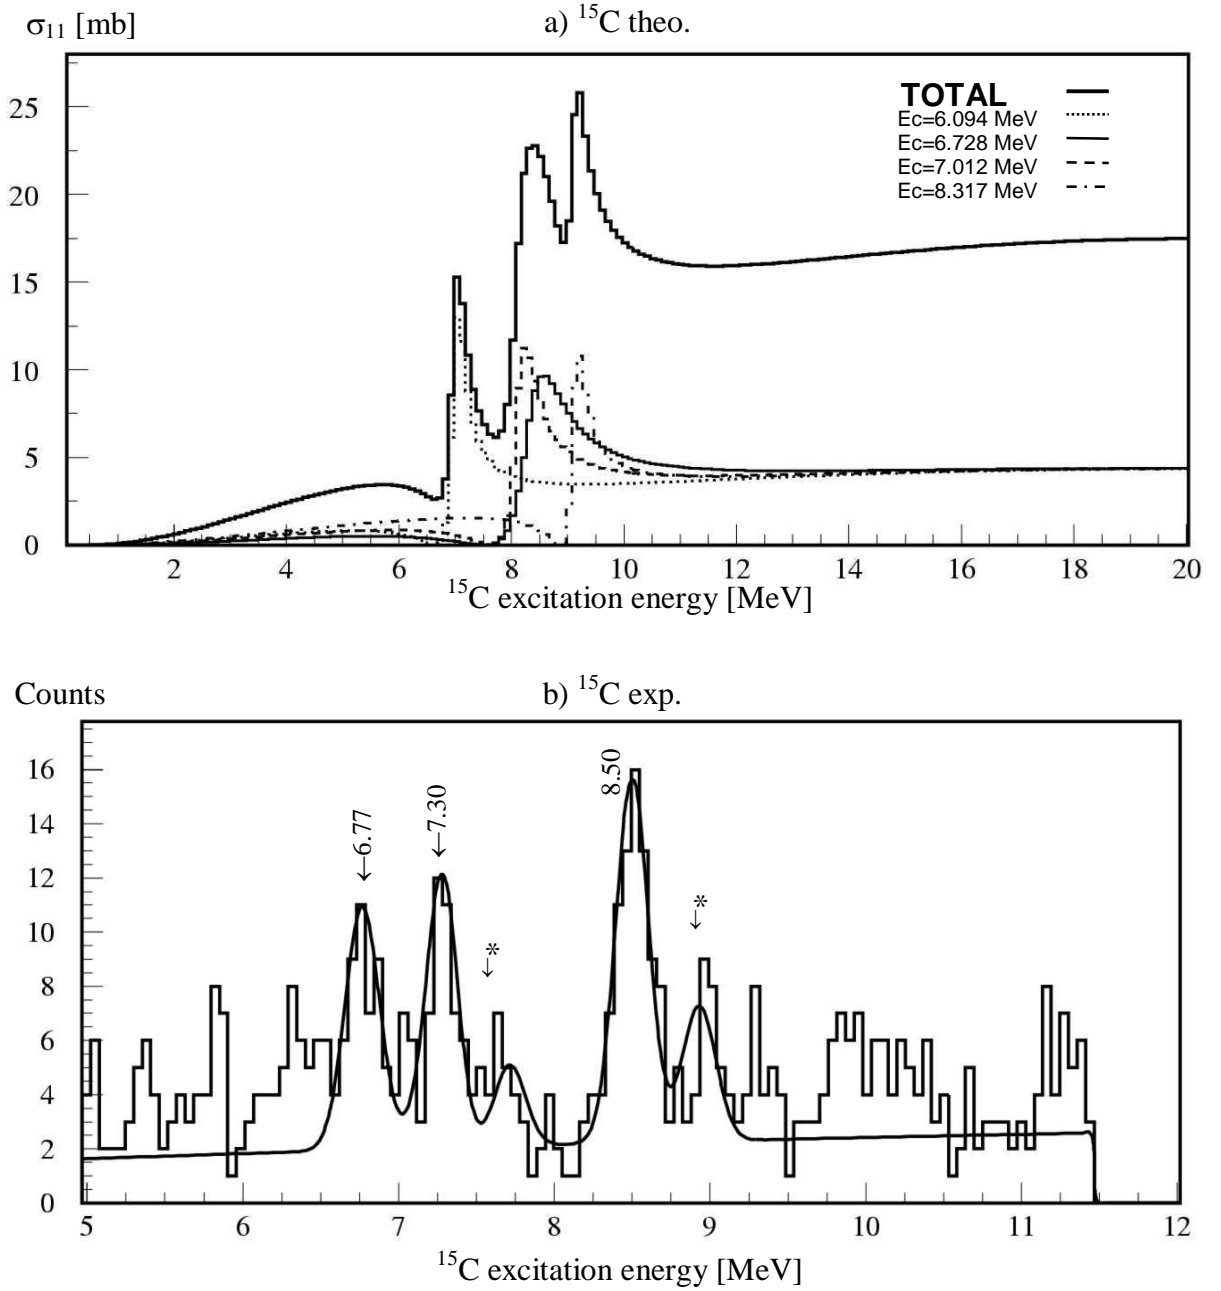 σ₁₁ [mb]
a) ¹⁵C theo.
TOTAL
Ec=6.094 MeV
Ec=6.728 MeV
Ec=7.012 MeV
Ec=8.317 MeV
25
20
15
10
5
0
2 4 6 8 10 12 14 16 18 20
¹⁵C excitation energy [MeV]
Counts
b) ¹⁵C exp.
16
14
12
10
8
6
4
2
0
←6.77
←7.30
←*
8.50
←*
5 6 7 8 9 10 11 12
¹⁵C excitation energy [MeV]